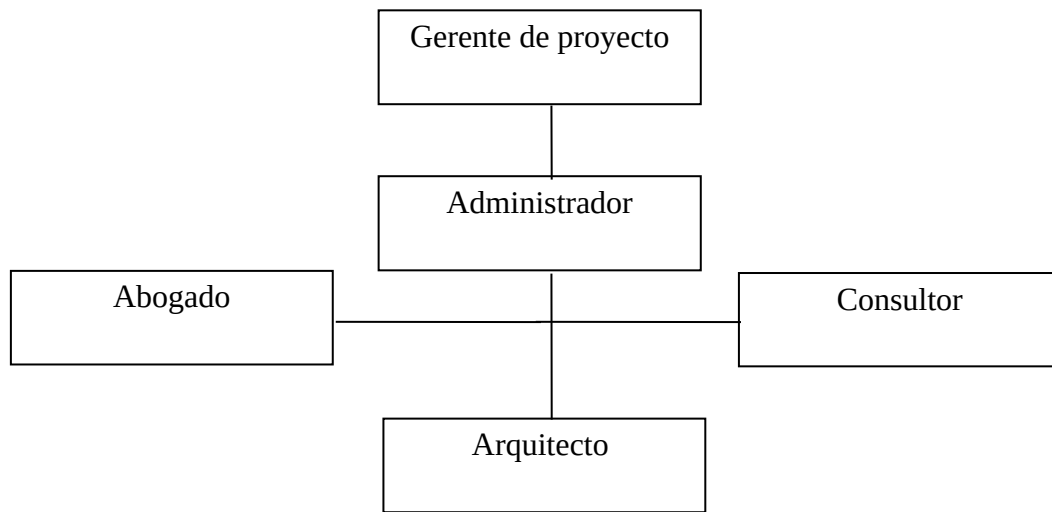 Gerente de proyecto
Administrador
Abogado
Consultor
Arquitecto